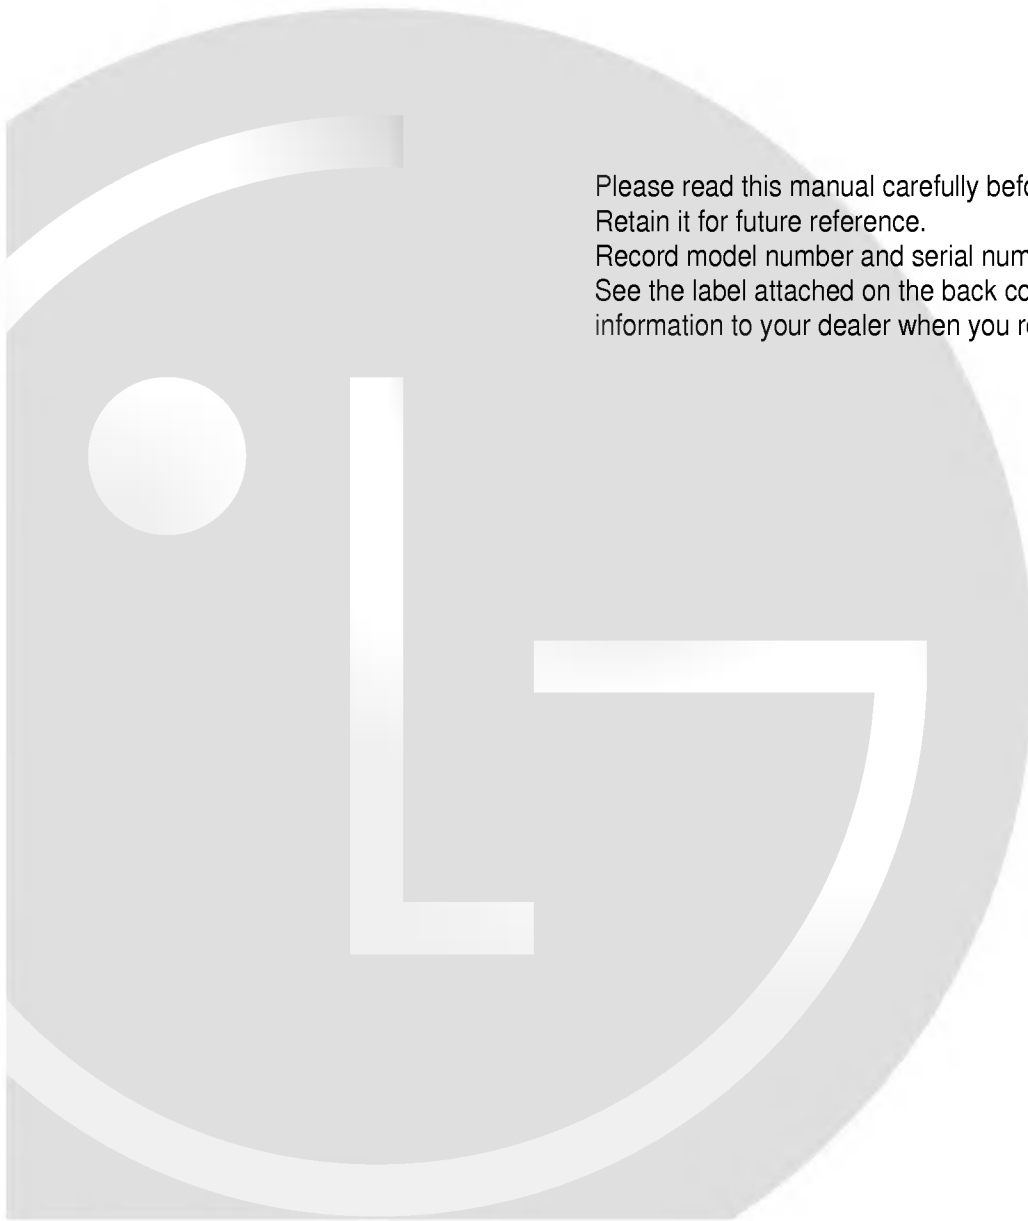 Please read this manual carefully befo
Retain it for future reference.
Record model number and serial num
See the label attached on the back co
information to your dealer when you r
LG